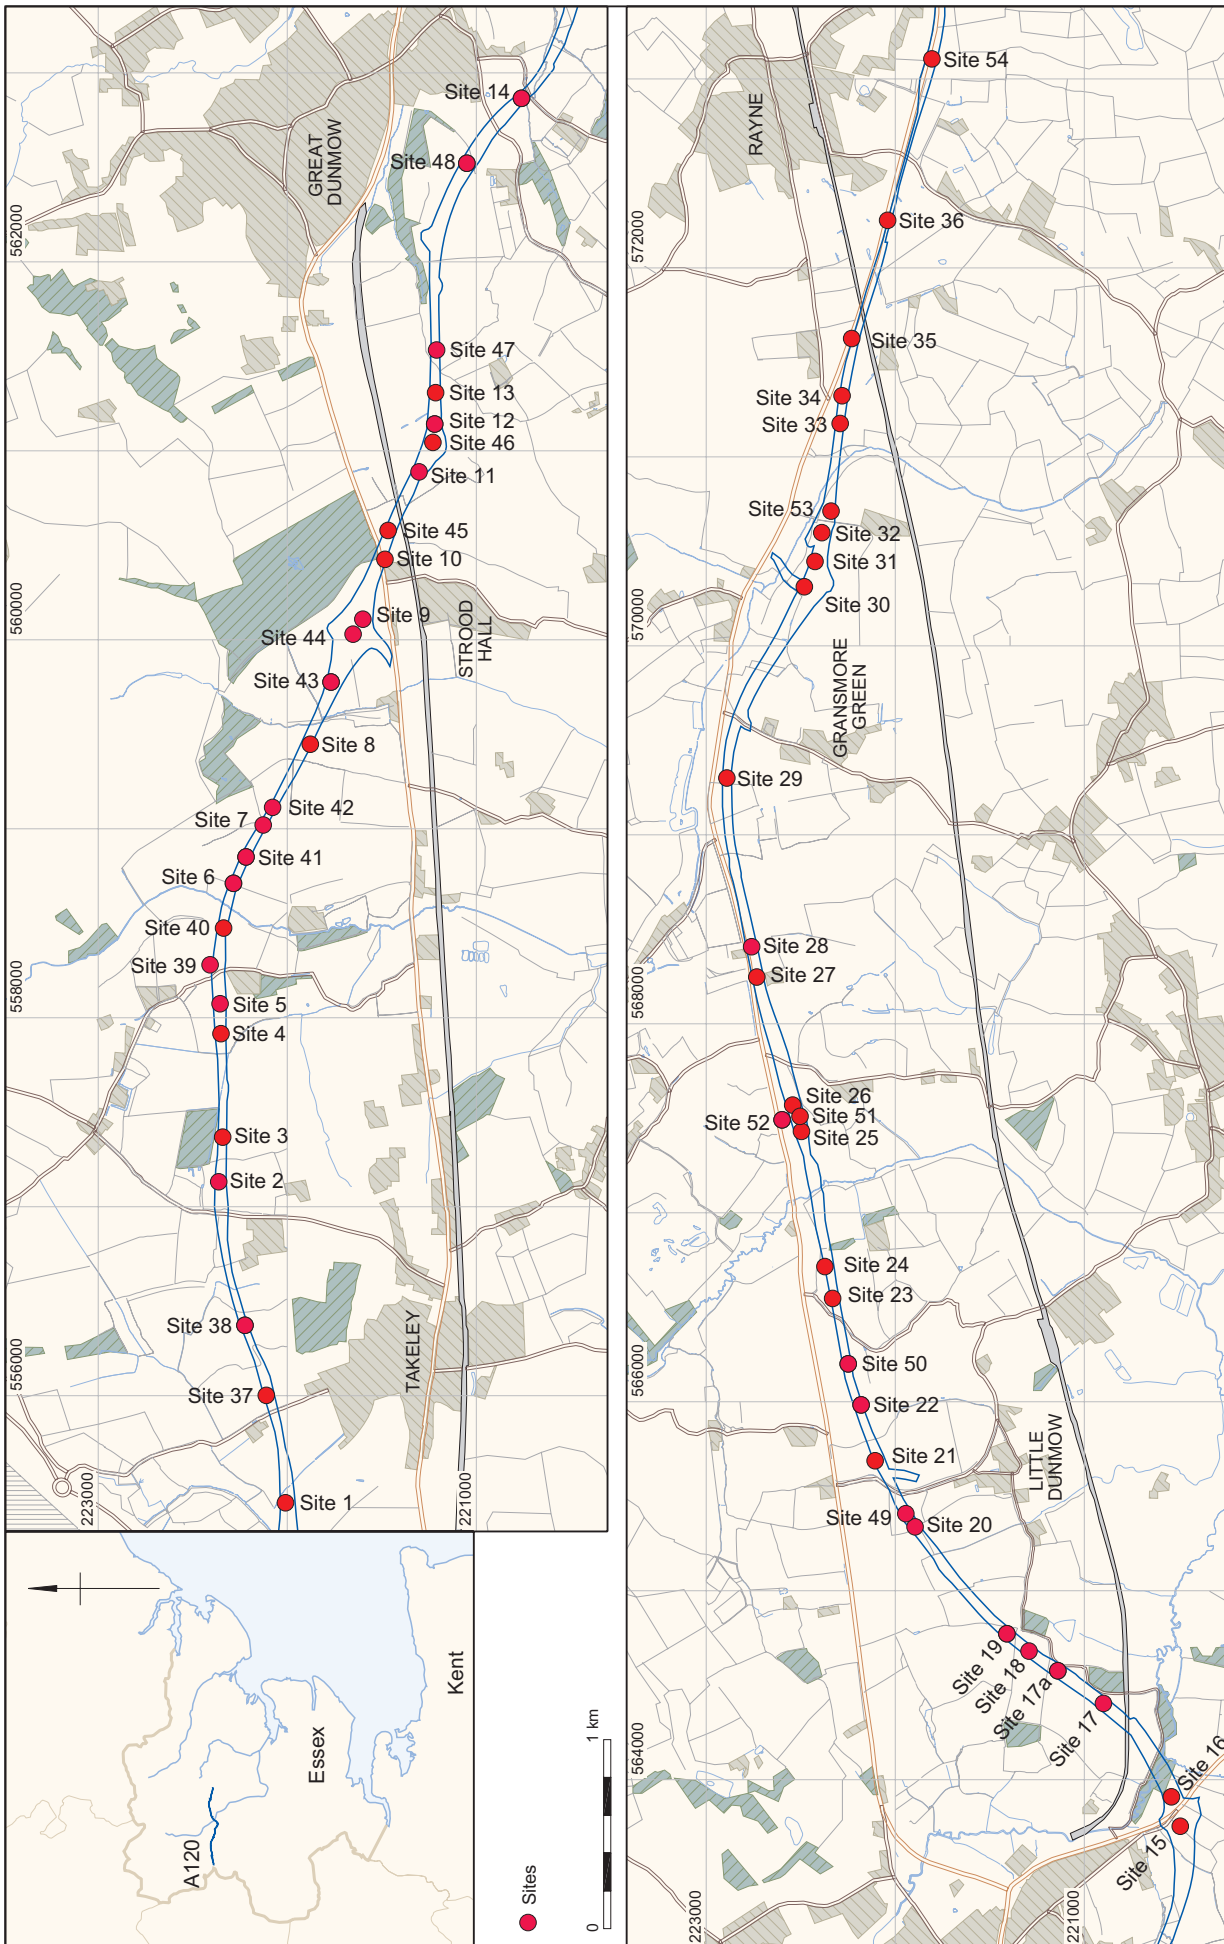 Site 14
Site 48
GREAT
DUNMOW
562000
Site 47
Site 13
Site 12
Site 46
Site 11
Site 45
Site 10
Site 9
Site 44
560000
STROOD
HALL
Site 43
Site 8
Site 42
Site 7
Site 41
Site 6
Site 40
Site 39
558000
Site 5
Site 4
Site 3
Site 2
Site 38
556000
TAKELEY
Site 37
Site 1
223000
221000
A120
Essex
Kent
Sites
0
1 km
Site 54
RAYNE
Site 36
572000
Site 35
Site 34
Site 33
Site 53
Site 32
Site 31
Site 30
570000
GRANSMORE
GREEN
Site 29
Site 28
Site 27
568000
Site 26
Site 51
Site 52
Site 25
Site 24
Site 23
Site 50
566000
Site 22
Site 21
LITTLE
DUNMOW
Site 49
Site 20
Site 19
Site 18
Site 17a
Site 17
564000
Site 16
Site 15
223000
221000